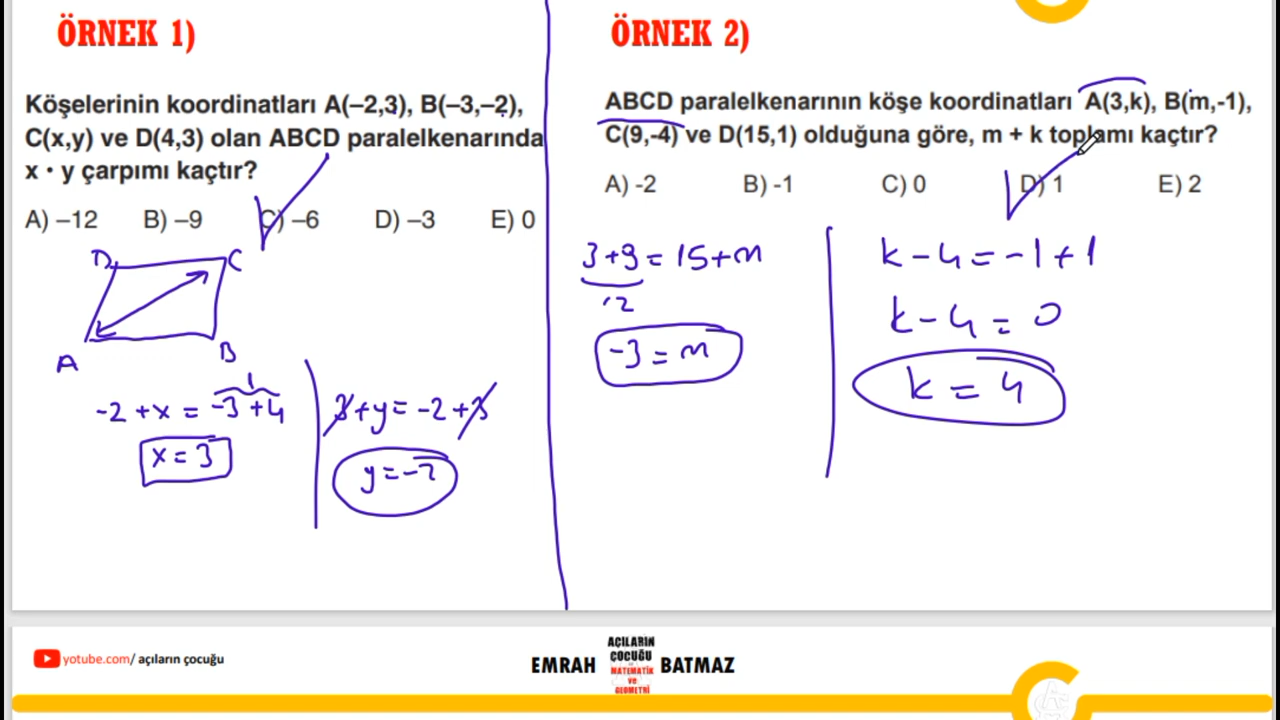 ÖRNEK 1)
Köşelerinin koordinatları A(–2,3), B(–3,–2),
C(x,y) ve D(4,3) olan ABCD paralelkenarında
x · y çarpımı kaçtır?
A) –12 B) –9 C) –6 D) –3 E) 0
D C
A B
-2 + x = -3 + 4
1
x = 3
3 + y = -2 + 3
y = -2
ÖRNEK 2)
ABCD paralelkenarının köşe koordinatları A(3,k), B(m,-1),
C(9,-4) ve D(15,1) olduğuna göre, m + k toplamı kaçtır?
A) -2 B) -1 C) 0 D) 1 E) 2
3 + 9 = 15 + m
12
-3 = m
k - 4 = -1 + 1
k - 4 = 0
k = 4
yotube.com/ açıların çocuğu
EMRAH
AÇILARIN
ÇOCUĞU
MATEMATİK
ve
GEOMETRİ
BATMAZ